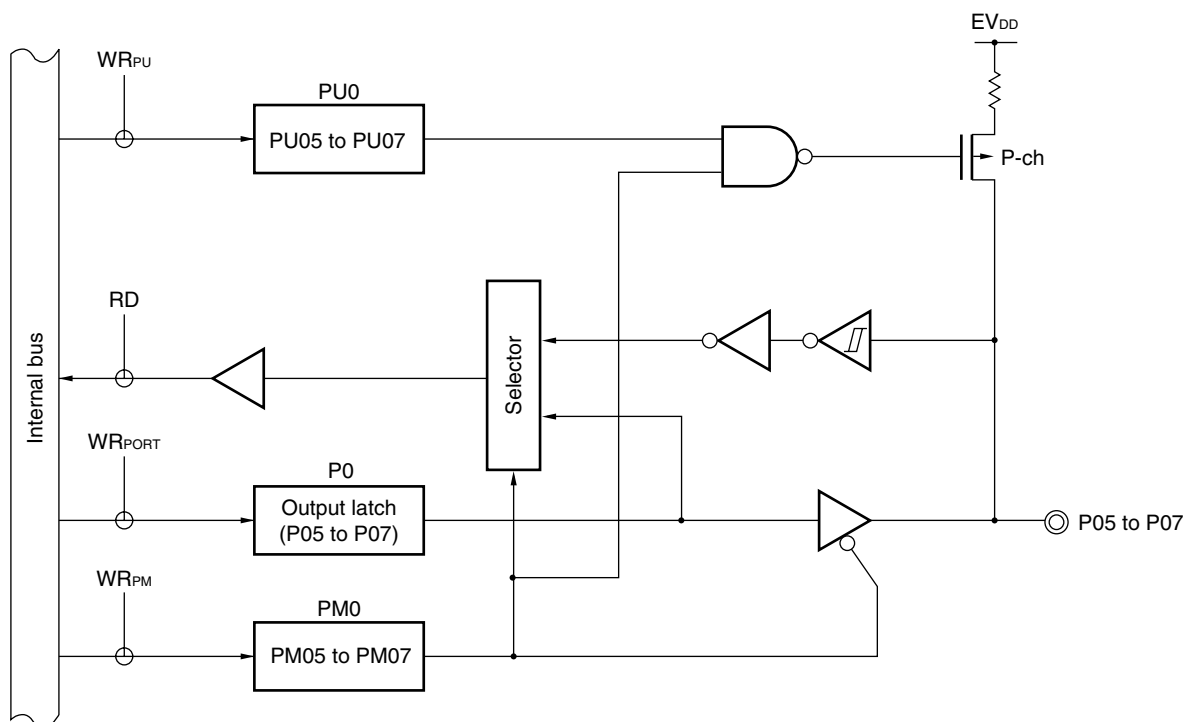 EVDD
WRPU
PU0
PU05 to PU07
P-ch
RD
Selector
Internal bus
WRPORT
P0
Output latch
(P05 to P07)
P05 to P07
WRPM
PM0
PM05 to PM07